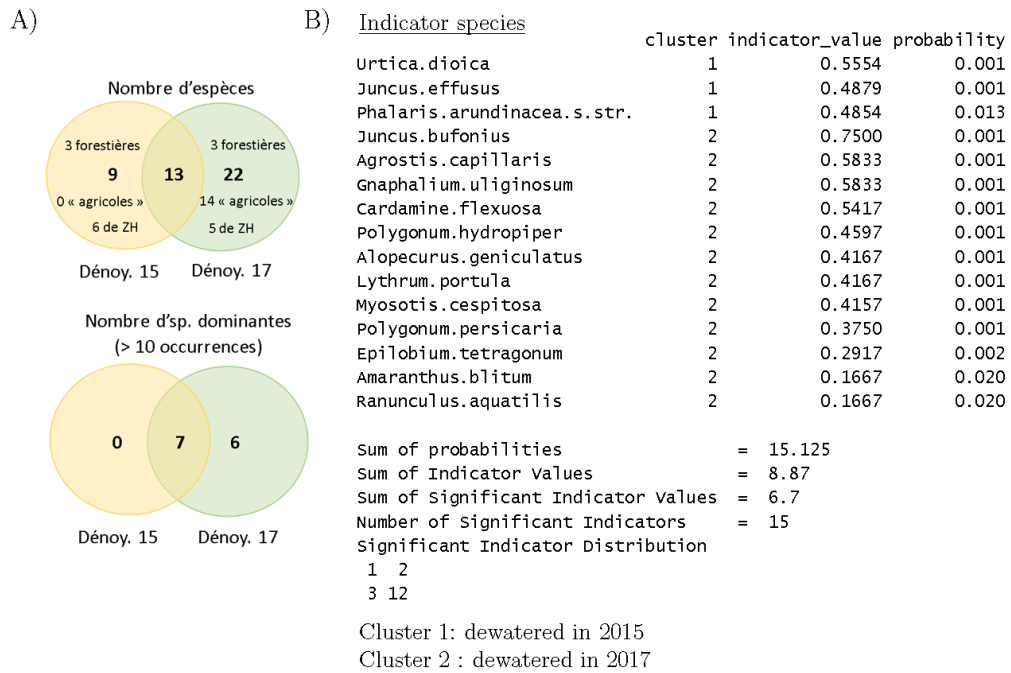 A)
Nombre d'espèces
3 forestières
9
0 « agricoles »
6 de ZH
13
3 forestières
22
14 « agricoles »
5 de ZH
Dénoy. 15
Dénoy. 17
Nombre d'sp. dominantes
(> 10 occurrences)
0
7
6
Dénoy. 15
Dénoy. 17
B)
Indicator species
cluster indicator_value probability
Urtica.dioica 1 0.5554 0.001
Juncus.effusus 1 0.4879 0.001
Phalaris.arundinacea.s.str. 1 0.4854 0.013
Juncus.bufonius 2 0.7500 0.001
Agrostis.capillaris 2 0.5833 0.001
Gnaphalium.uliginosum 2 0.5833 0.001
Cardamine.flexuosa 2 0.5417 0.001
Polygonum.hydropiper 2 0.4597 0.001
Alopecurus.geniculatus 2 0.4167 0.001
Lythrum.portula 2 0.4167 0.001
Myosotis.cespitosa 2 0.4157 0.001
Polygonum.persicaria 2 0.3750 0.001
Epilobium.tetragonum 2 0.2917 0.002
Amaranthus.blitum 2 0.1667 0.020
Ranunculus.aquatilis 2 0.1667 0.020
Sum of probabilities = 15.125
Sum of Indicator Values = 8.87
Sum of Significant Indicator Values = 6.7
Number of Significant Indicators = 15
Significant Indicator Distribution
1 2
3 12
Cluster 1: dewatered in 2015
Cluster 2 : dewatered in 2017